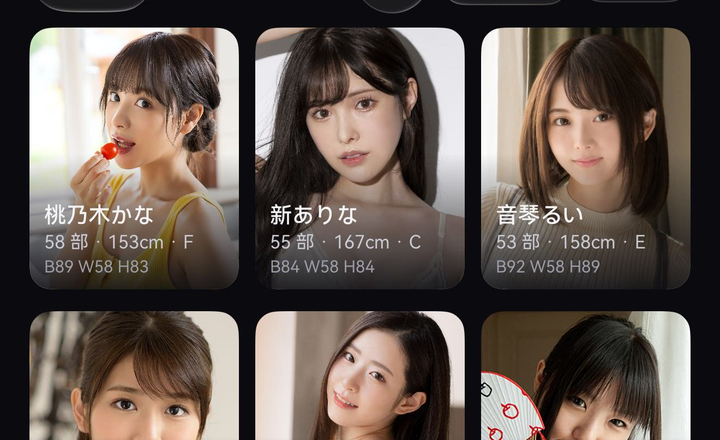 桃乃木かな
58 部 · 153cm · F
B89 W58 H83
新ありな
55 部 · 167cm · C
B84 W58 H84
音琴るい
53 部 · 158cm · E
B92 W58 H89